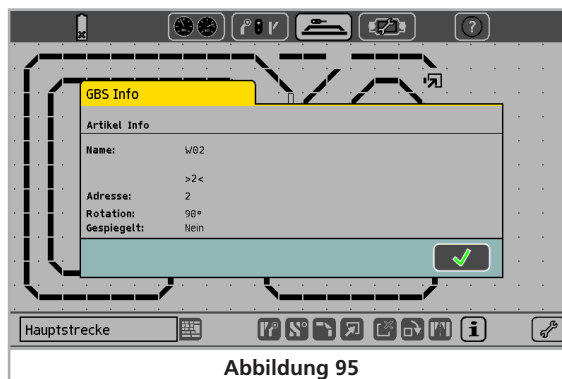 ?
GBS Info
Artikel Info
Name: W02
>2<
Adresse: 2
Rotation: 90°
Gespiegelt: Nein
Hauptstrecke
i
Abbildung 95